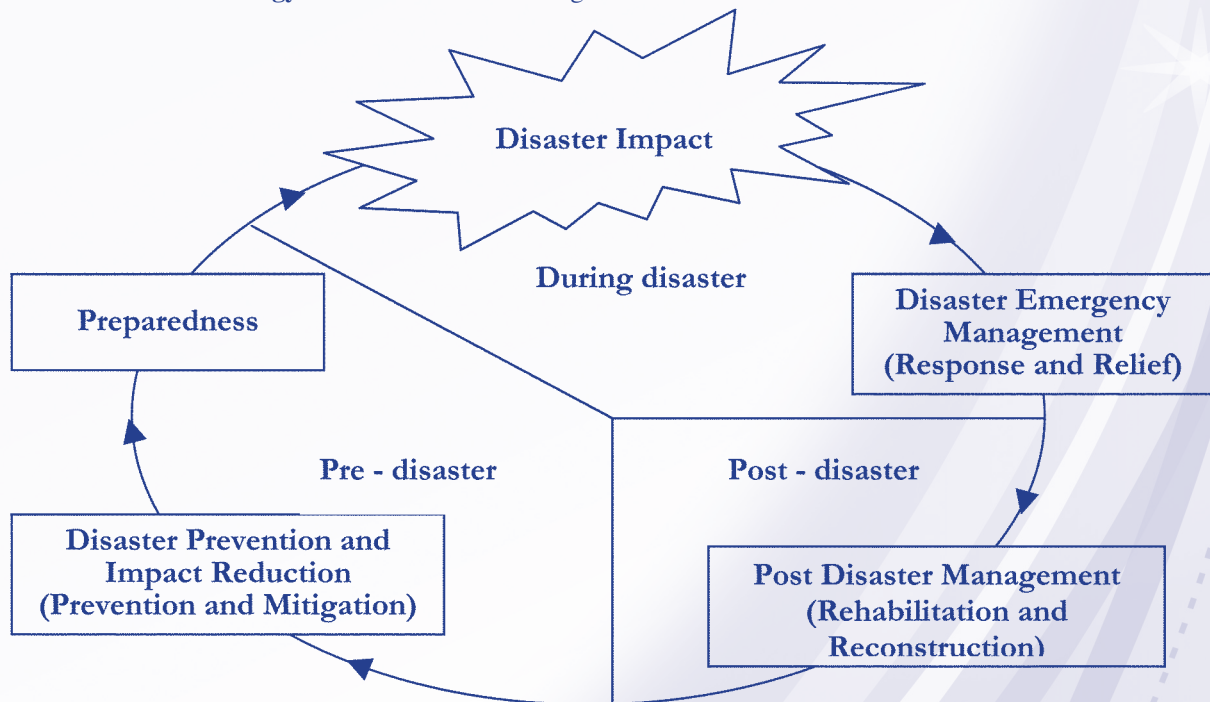 Disaster Impact
During disaster
Preparedness
Disaster Emergency
Management
(Response and Relief)
Pre - disaster
Post - disaster
Disaster Prevention and
Impact Reduction
(Prevention and Mitigation)
Post Disaster Management
(Rehabilitation and
Reconstruction)